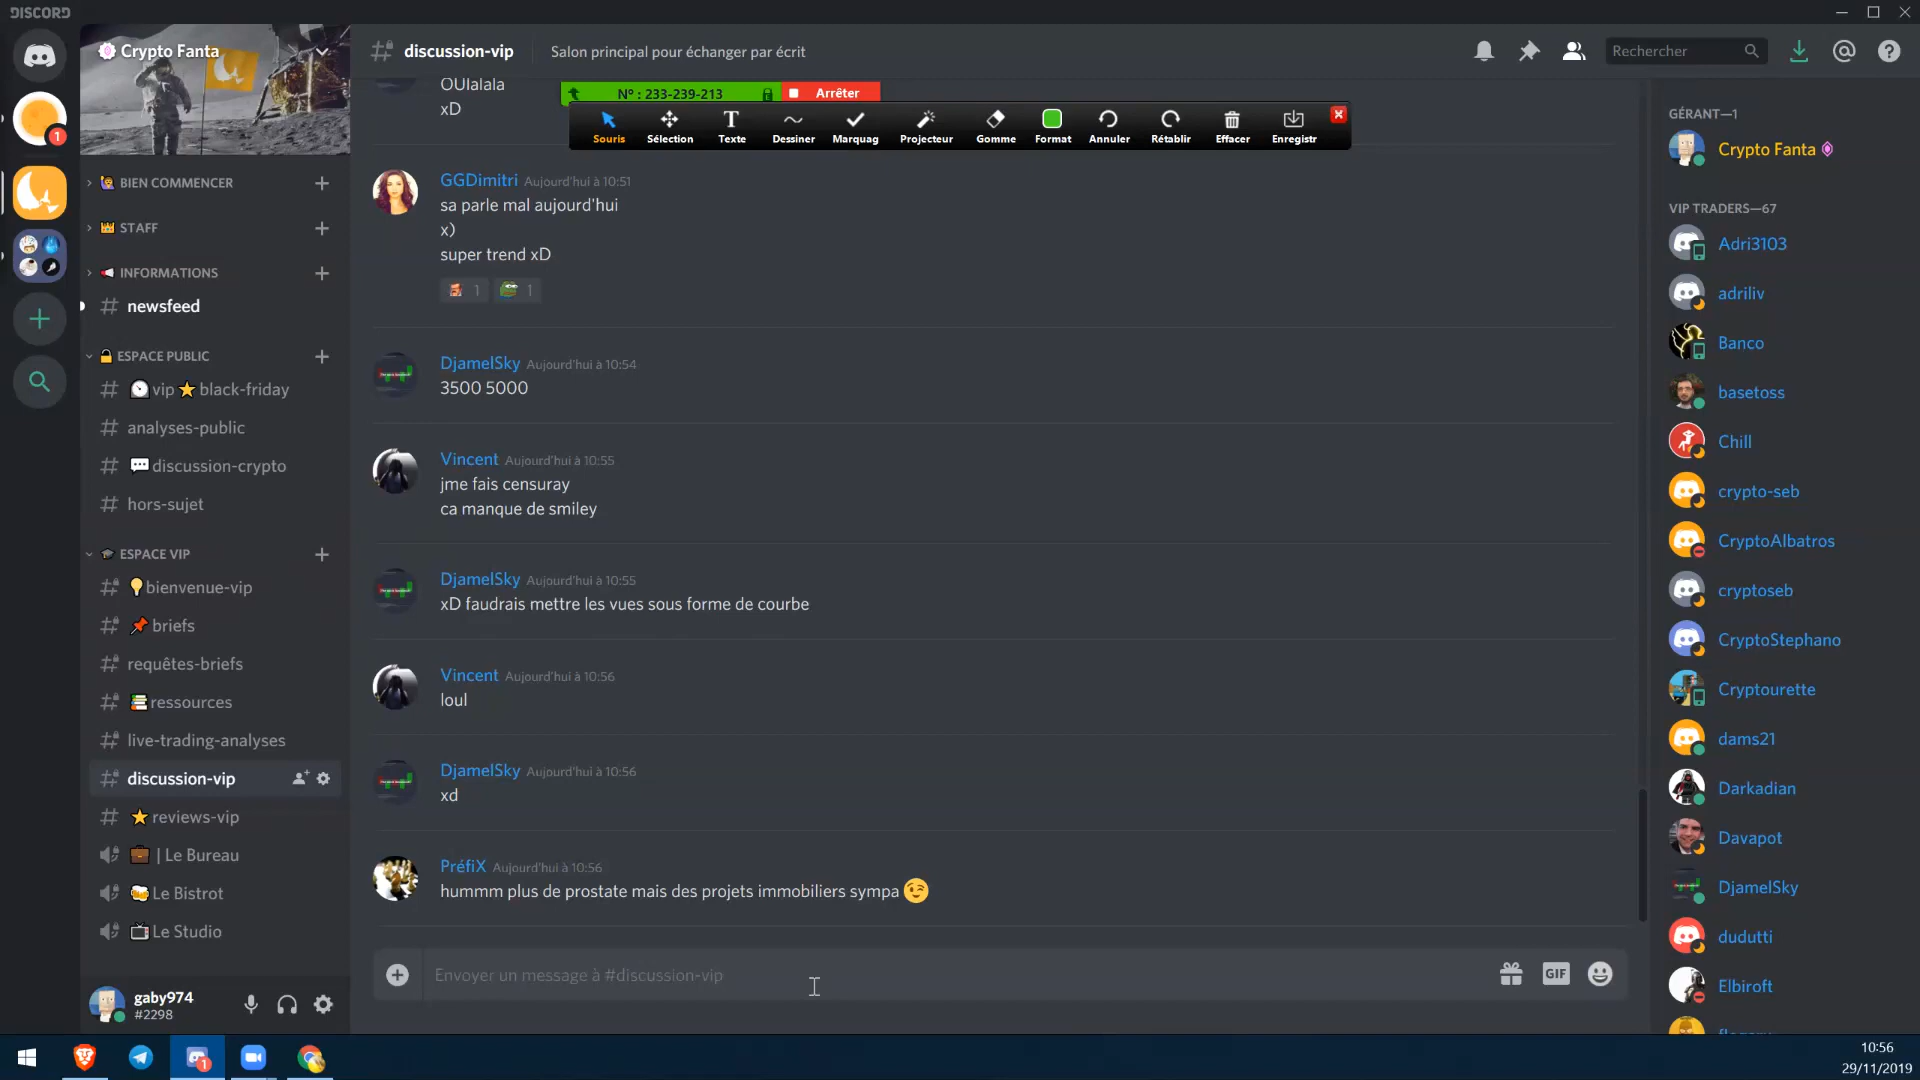 DISCORD
Crypto Fanta
discussion-vip
Salon principal pour échanger par écrit
Rechercher
N° : 233-239-213
Arrêter
Souris
Sélection
Texte
Dessiner
Marquag
Projecteur
Gomme
Format
Annuler
Rétablir
Effacer
Enregistr
BIEN COMMENCER
STAFF
INFORMATIONS
newsfeed
ESPACE PUBLIC
vip ⭐ black-friday
analyses-public
discussion-crypto
hors-sujet
ESPACE VIP
bienvenue-vip
briefs
requêtes-briefs
ressources
live-trading-analyses
discussion-vip
reviews-vip
| Le Bureau
Le Bistrot
Le Studio
gaby974
#2298
OUlalala
xD
GGDimitri Aujourd'hui à 10:51
sa parle mal aujourd'hui
x)
super trend xD
1 1
DjamelSky Aujourd'hui à 10:54
3500 5000
Vincent Aujourd'hui à 10:55
jme fais censuray
ca manque de smiley
DjamelSky Aujourd'hui à 10:55
xD faudrais mettre les vues sous forme de courbe
Vincent Aujourd'hui à 10:56
loul
DjamelSky Aujourd'hui à 10:56
xd
PréfiX Aujourd'hui à 10:56
hummm plus de prostate mais des projets immobiliers sympa 😉
Envoyer un message à #discussion-vip
GIF
GÉRANT—1
Crypto Fanta
VIP TRADERS—67
Adri3103
adriliv
Banco
basetoss
Chill
crypto-seb
CryptoAlbatros
cryptoseb
CryptoStephano
Cryptourette
dams21
Darkadian
Davapot
DjamelSky
dudutti
Elbiroft
1
1
10:56
29/11/2019